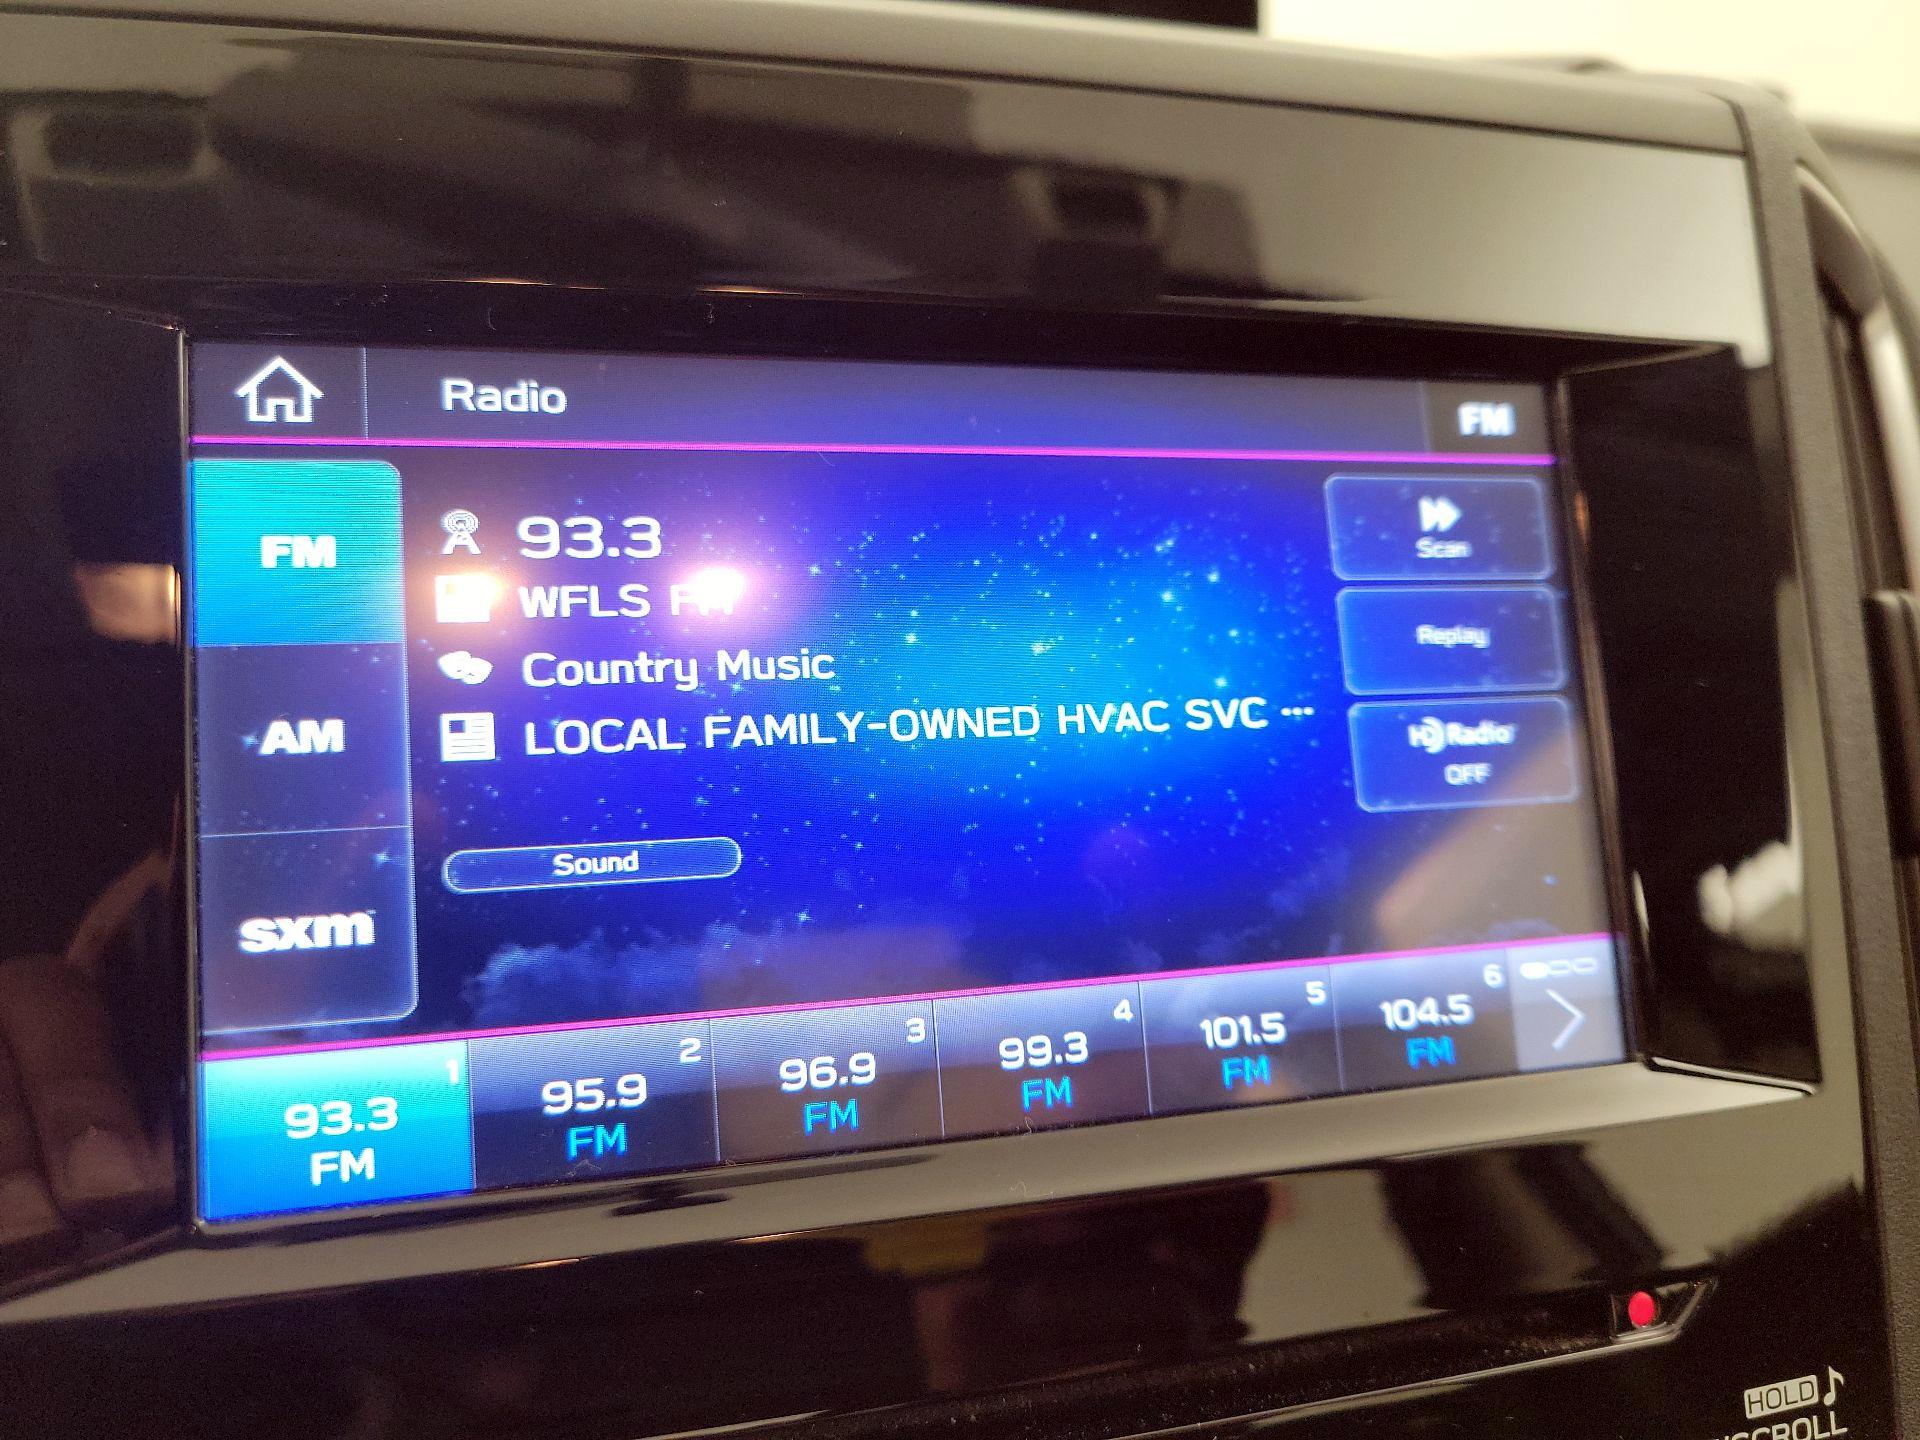 Radio
FM
FM
AM
sxm
93.3
WFLS FM
Country Music
LOCAL FAMILY-OWNED HVAC SVC ...
Sound
Scan
Replay
HD Radio
OFF
1
93.3
FM
2
95.9
FM
3
96.9
FM
4
99.3
FM
5
101.5
FM
6
104.5
FM
HOLD
SCROLL